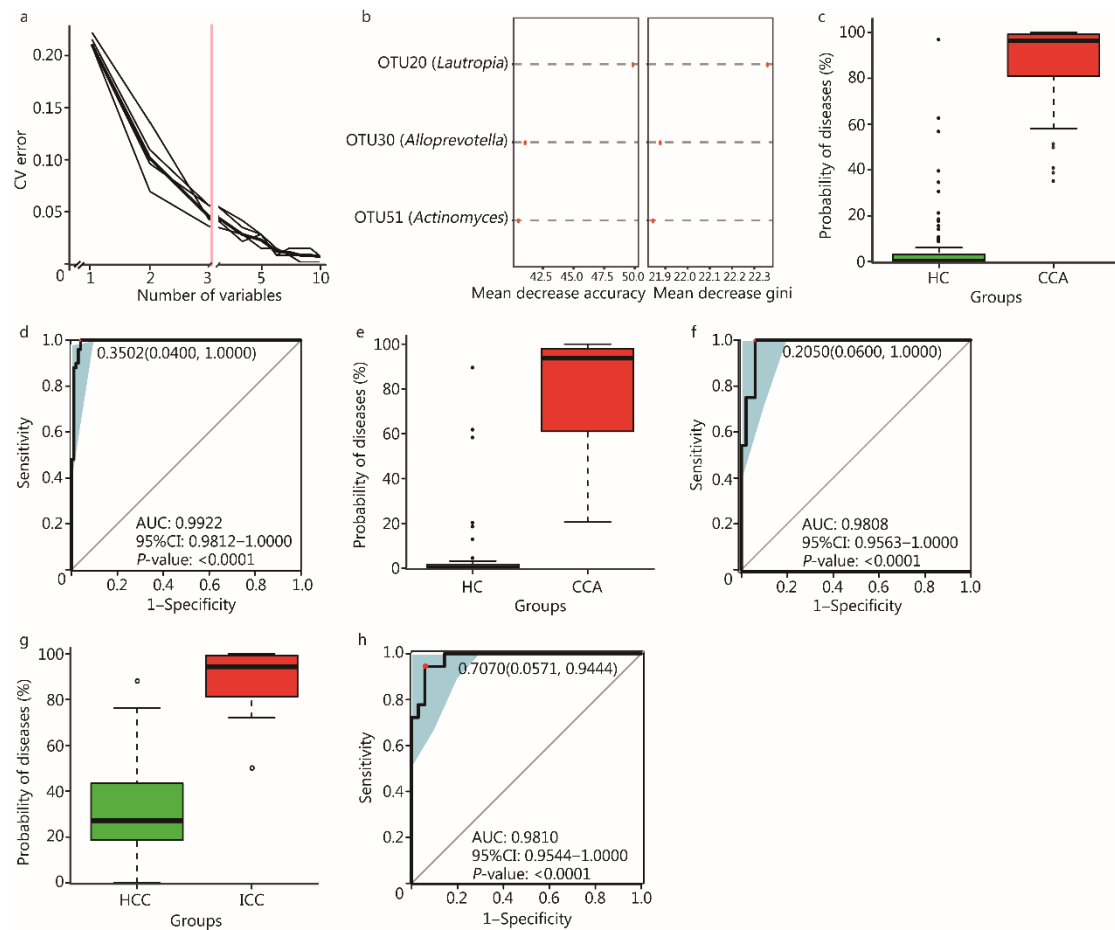 a
CV error
0.20
0.15
0.10
0.05
0
1
2
3
5
10
Number of variables
b
OTU20 (Lautropia)
OTU30 (Alloprevotella)
OTU51 (Actinomyces)
42.5 45.0 47.5 50.0
Mean decrease accuracy
21.9 22.0 22.1 22.2 22.3
Mean decrease gini
c
Probability of diseases (%)
100
80
60
40
20
0
HC
CCA
Groups
d
Sensitivity
1.0
0.8
0.6
0.4
0.2
0
0.3502(0.0400, 1.0000)
AUC: 0.9922
95%CI: 0.9812–1.0000
P-value: <0.0001
0.2 0.4 0.6 0.8 1.0
1–Specificity
e
Probability of diseases (%)
100
80
60
40
20
0
HC
CCA
Groups
f
Sensitivity
1.0
0.8
0.6
0.4
0.2
0
0.2050(0.0600, 1.0000)
AUC: 0.9808
95%CI: 0.9563–1.0000
P-value: <0.0001
0.2 0.4 0.6 0.8 1.0
1–Specificity
g
Probability of diseases (%)
100
80
60
40
20
0
HCC
ICC
Groups
h
Sensitivity
1.0
0.8
0.6
0.4
0.2
0
0.7070(0.0571, 0.9444)
AUC: 0.9810
95%CI: 0.9544–1.0000
P-value: <0.0001
0.2 0.4 0.6 0.8 1.0
1–Specificity